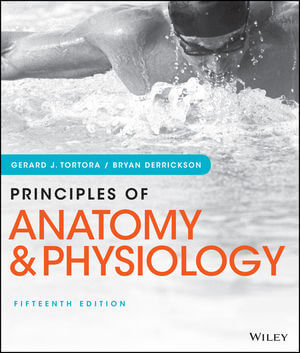 GERARD J. TORTORA / BRYAN DERRICKSON
PRINCIPLES OF
ANATOMY
& PHYSIOLOGY
FIFTEENTH EDITION
WILEY